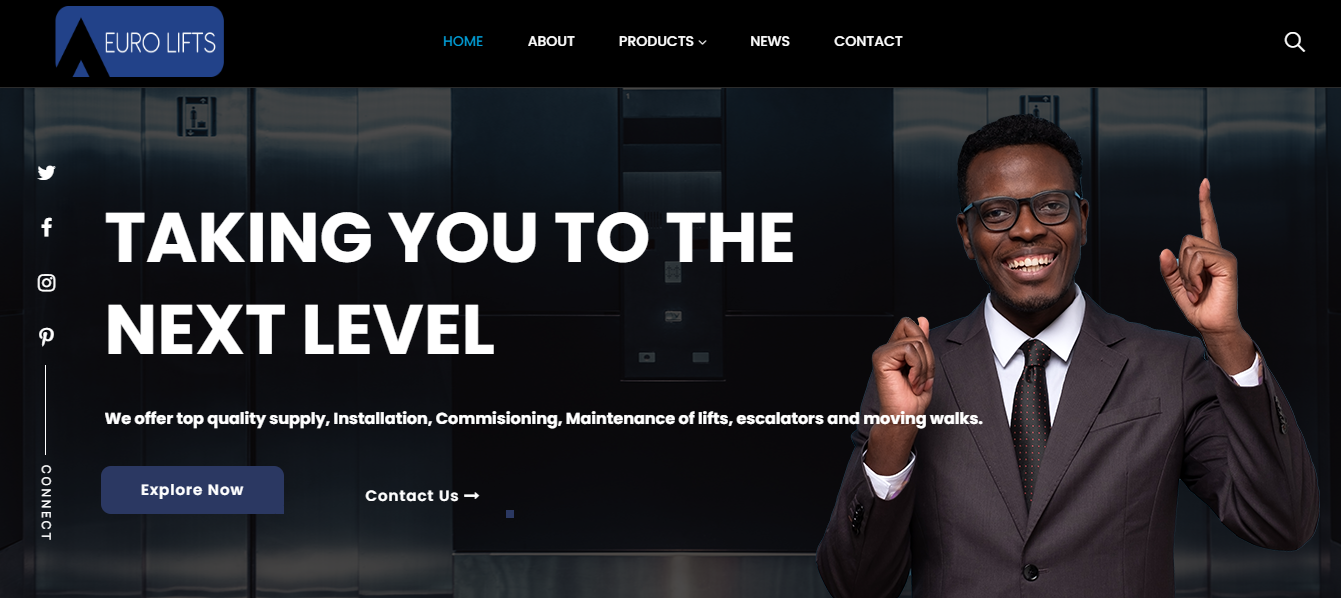 EURO LIFTS
HOME ABOUT PRODUCTS NEWS CONTACT
TAKING YOU TO THE
NEXT LEVEL
We offer top quality supply, Installation, Commisioning, Maintenance of lifts, escalators and moving walks.
Explore Now
Contact Us
CONNECT